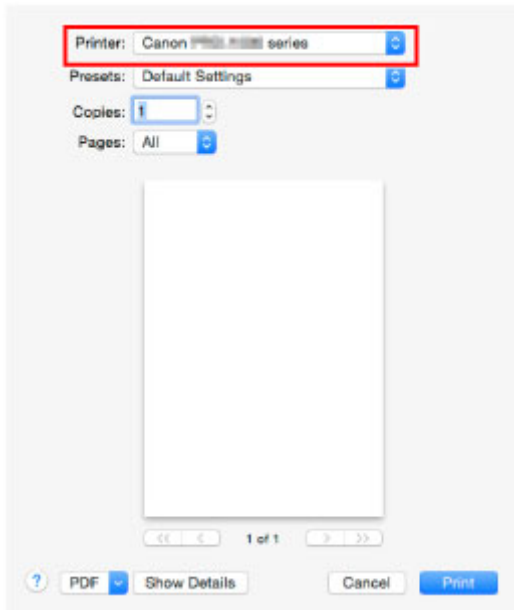 Printer: Canon series
Presets: Default Settings
Copies: 1
Pages: All
<< < 1 of 1 > >>
? PDF Show Details Cancel Print